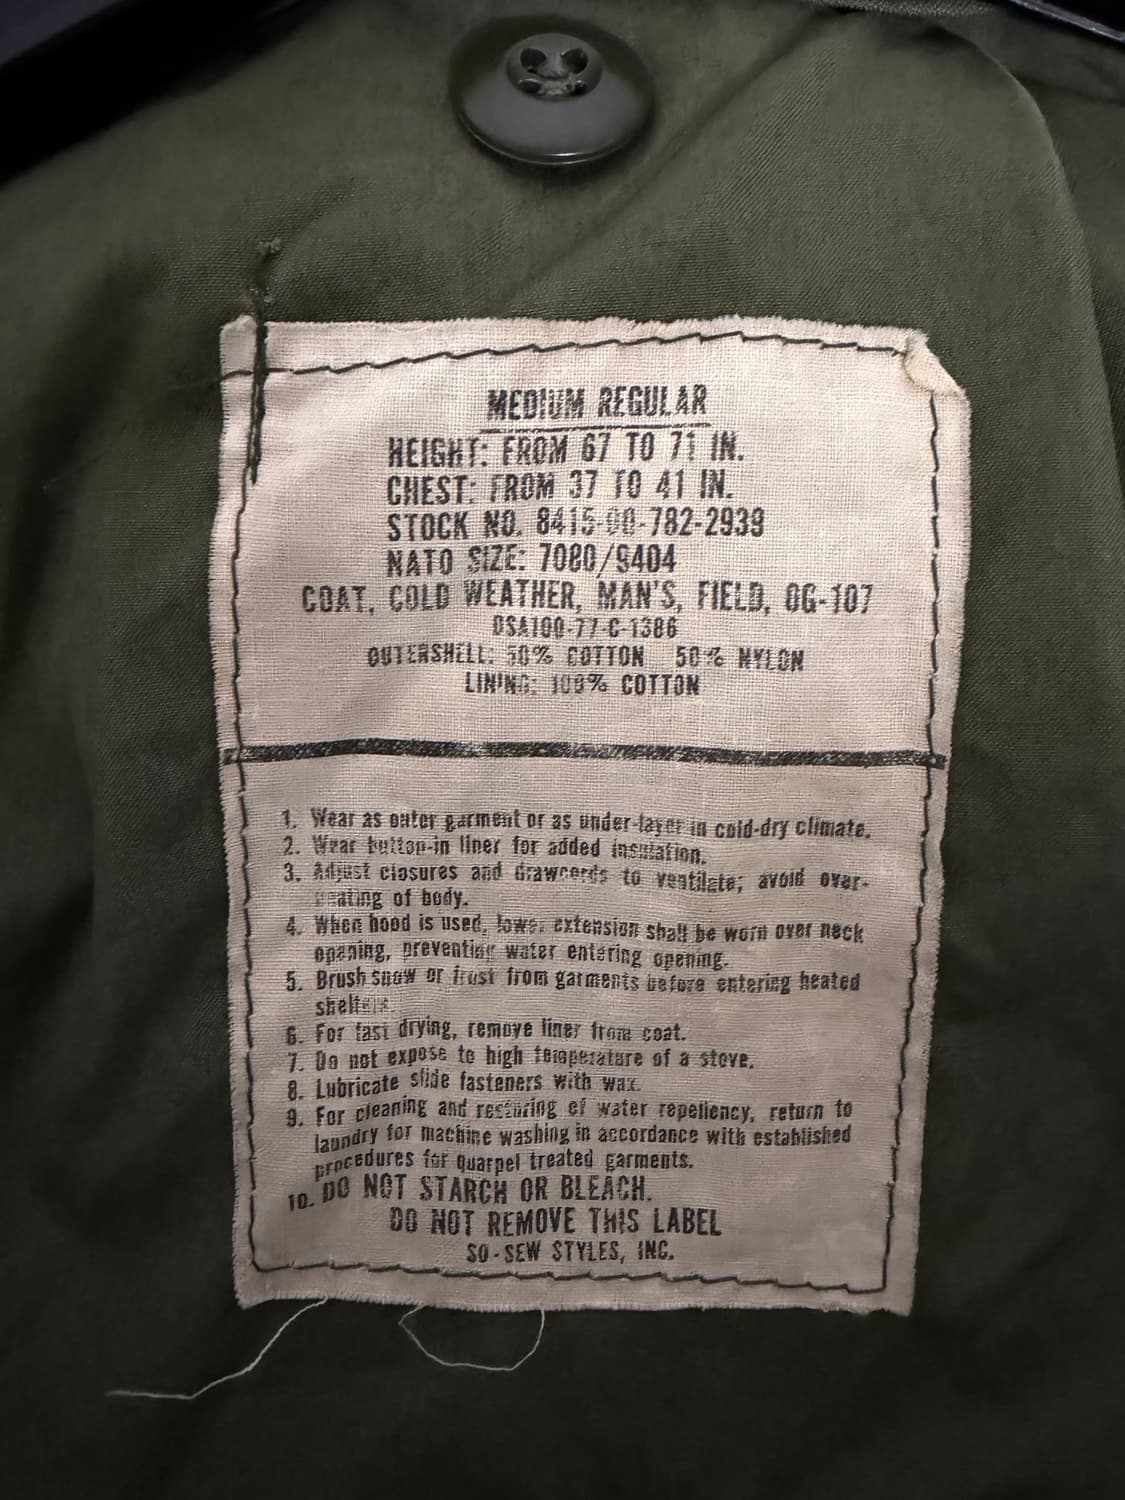 MEDIUM REGULAR
HEIGHT: FROM 67 TO 71 IN.
CHEST: FROM 37 TO 41 IN.
STOCK NO. 8415-00-782-2939
NATO SIZE: 7080/9404
COAT, COLD WEATHER, MAN'S, FIELD, OG-107
DSA100-77-C-1386
OUTERSHELL: 50% COTTON 50% NYLON
LINING: 100% COTTON
1. Wear as outer garment or as under-layer in cold-dry climate.
2. Wear button-in liner for added insulation.
3. Adjust closures and drawcords to ventilate; avoid over-
heating of body.
4. When hood is used, lower extension shall be worn over neck
opening, preventing water entering opening.
5. Brush snow or frost from garments before entering heated
shelters.
6. For fast drying, remove liner from coat.
7. Do not expose to high temperature of a stove.
8. Lubricate slide fasteners with wax.
9. For cleaning and restoring of water repellency, return to
laundry for machine washing in accordance with established
procedures for quarpel treated garments.
10. DO NOT STARCH OR BLEACH.
DO NOT REMOVE THIS LABEL
SO-SEW STYLES, INC.